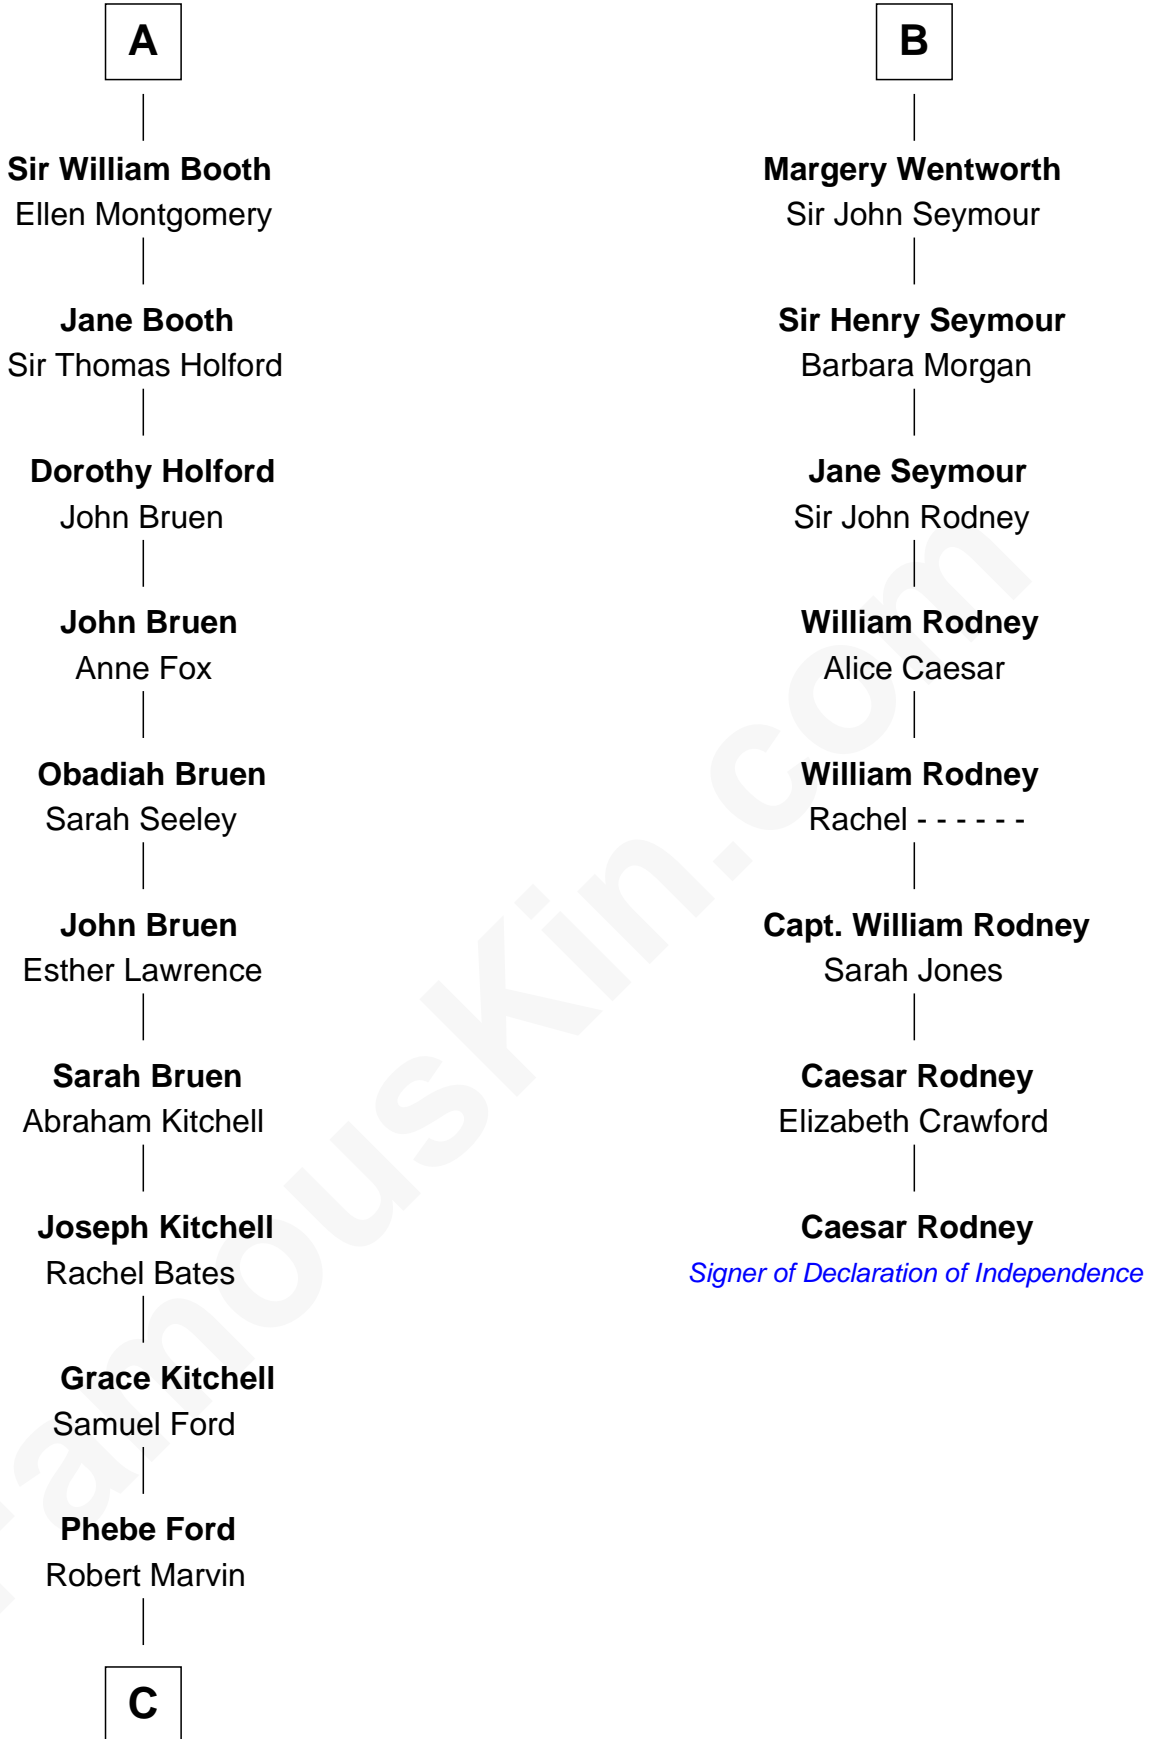 A
Sir William Booth
Ellen Montgomery
Jane Booth
Sir Thomas Holford
Dorothy Holford
John Bruen
John Bruen
Anne Fox
Obadiah Bruen
Sarah Seeley
John Bruen
Esther Lawrence
Sarah Bruen
Abraham Kitchell
Joseph Kitchell
Rachel Bates
Grace Kitchell
Samuel Ford
Phebe Ford
Robert Marvin
C
B
Margery Wentworth
Sir John Seymour
Sir Henry Seymour
Barbara Morgan
Jane Seymour
Sir John Rodney
William Rodney
Alice Caesar
William Rodney
Rachel - - - - - -
Capt. William Rodney
Sarah Jones
Caesar Rodney
Elizabeth Crawford
Caesar Rodney
Signer of Declaration of Independence
FamousKin.com